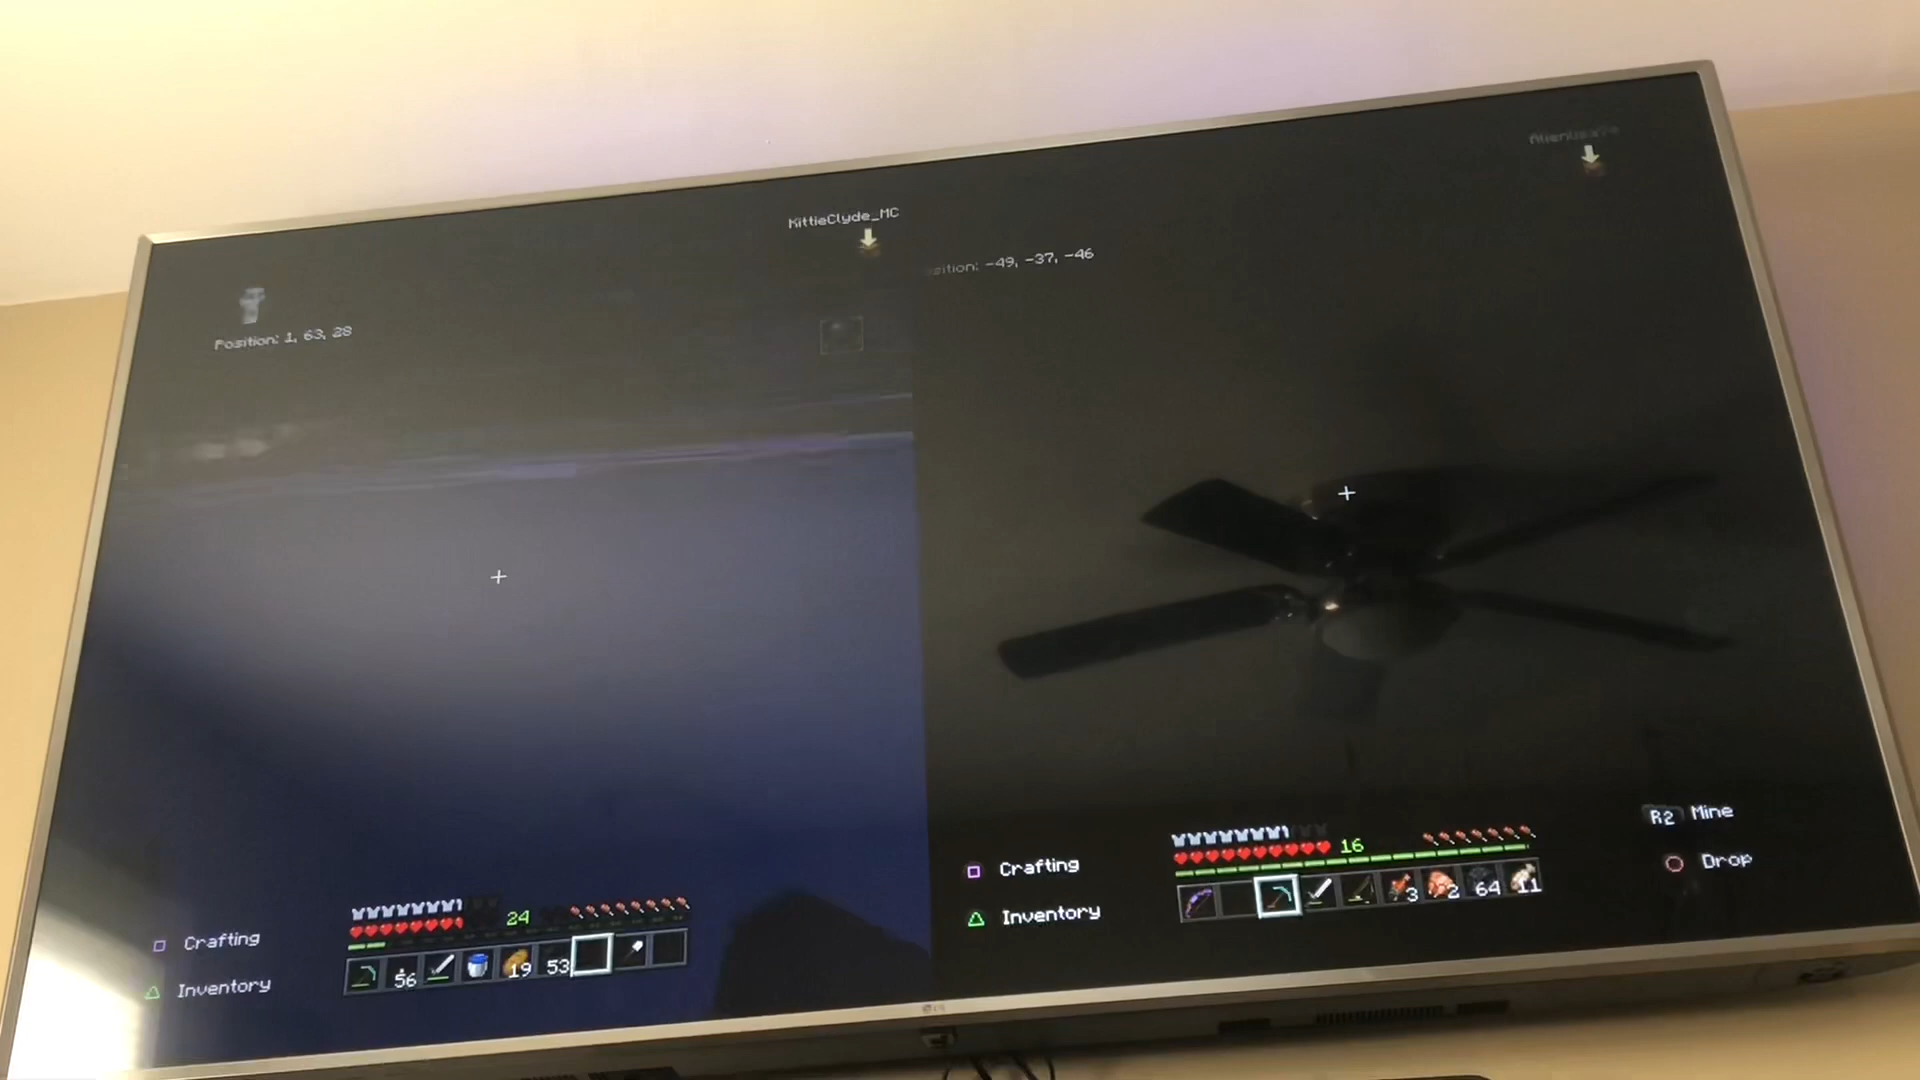 KittieClyde_MC
Position: 1, 63, 28
sition: -49, -37, -46
24
Crafting
Inventory
56
19
53
16
Crafting
Inventory
3
2
64
11
R2 Mine
Drop
LG